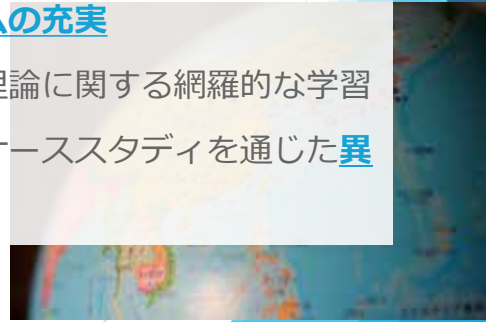 ムの充実
理論に関する網羅的な学習
ケーススタディを通じた異